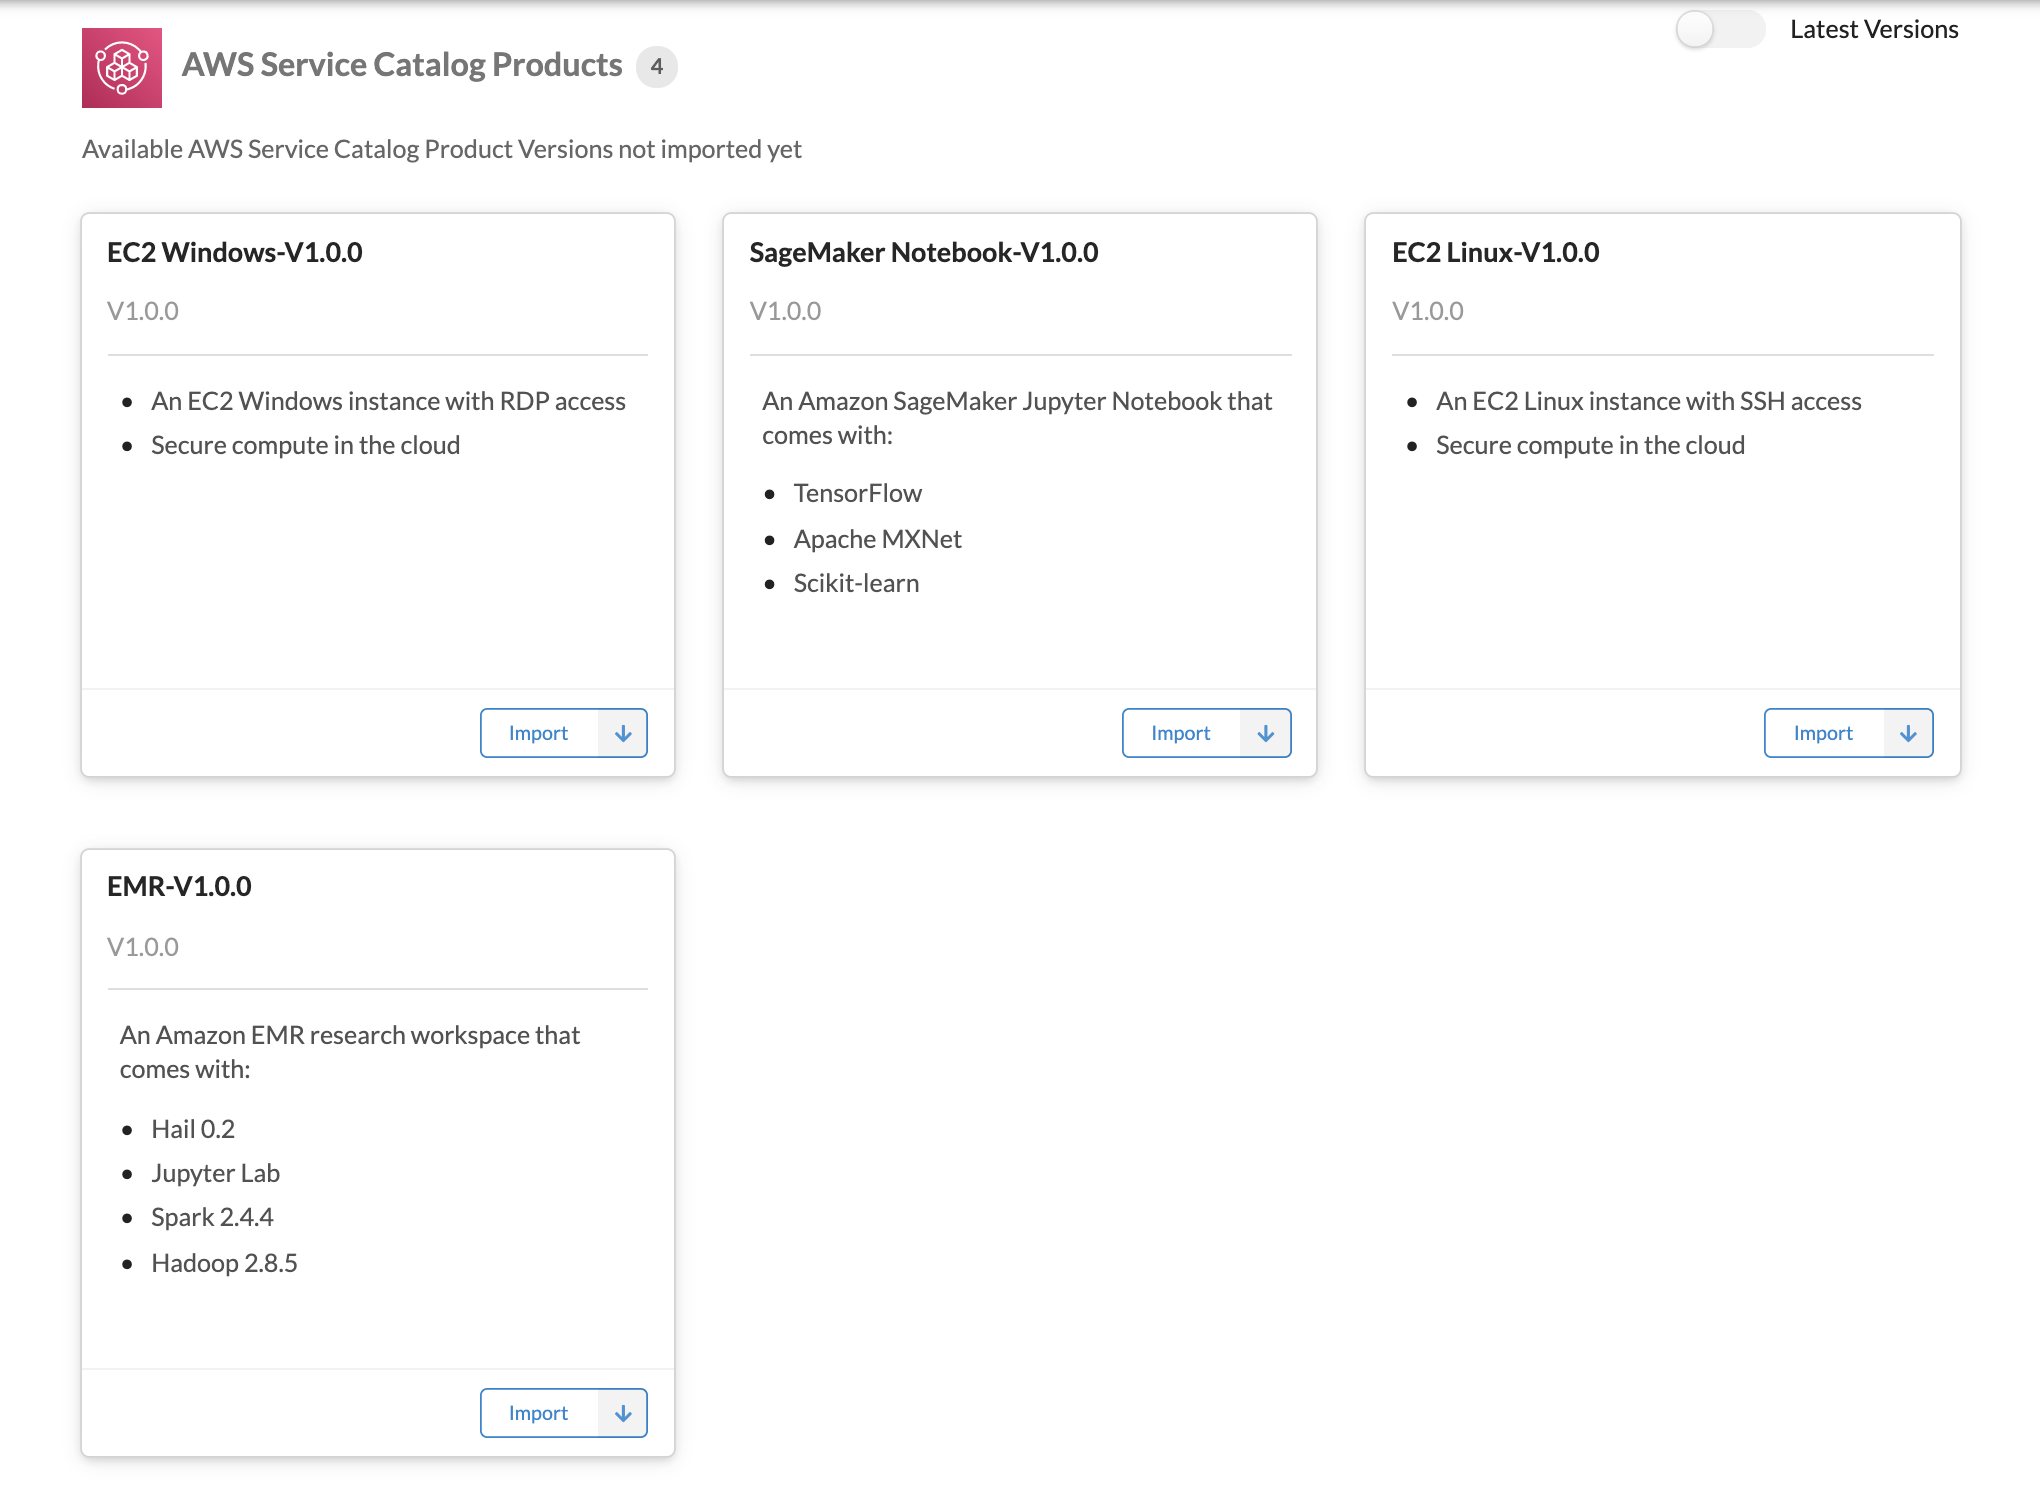 AWS Service Catalog Products 4
Latest Versions
Available AWS Service Catalog Product Versions not imported yet
EC2 Windows-V1.0.0
V1.0.0
• An EC2 Windows instance with RDP access
• Secure compute in the cloud
Import
SageMaker Notebook-V1.0.0
V1.0.0
An Amazon SageMaker Jupyter Notebook that
comes with:
• TensorFlow
• Apache MXNet
• Scikit-learn
Import
EC2 Linux-V1.0.0
V1.0.0
• An EC2 Linux instance with SSH access
• Secure compute in the cloud
Import
EMR-V1.0.0
V1.0.0
An Amazon EMR research workspace that
comes with:
• Hail 0.2
• Jupyter Lab
• Spark 2.4.4
• Hadoop 2.8.5
Import